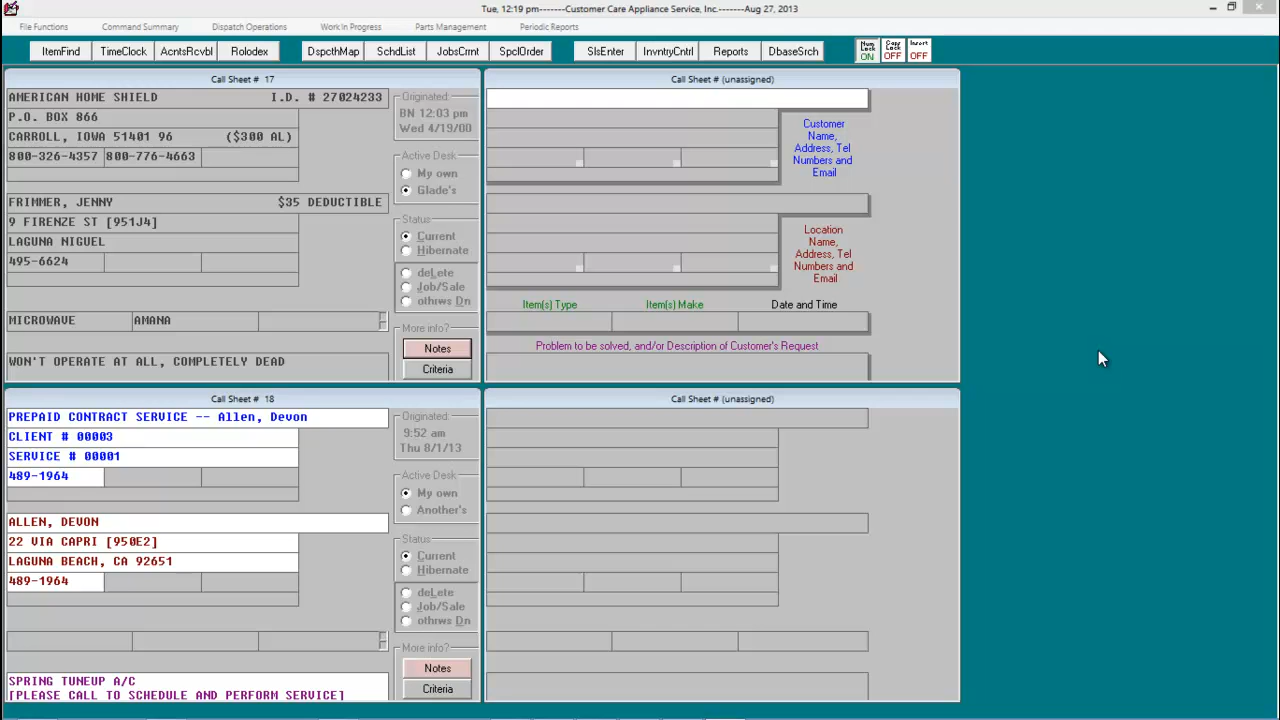 Tue, 12:19 pm-------Customer Care Appliance Service, Inc.------Aug 27, 2013
File Functions Command Summary Dispatch Operations Work In Progress Parts Management Periodic Reports
ItemFind TimeClock AcntsRcvbl Rolodex DspcthMap SchdList JobsCrnt SpclOrder SlsEnter InvntryCntrl Reports DbaseSrch
Num Lock ON
Caps Lock OFF
Insert OFF
Call Sheet # 17
AMERICAN HOME SHIELD I.D. # 27024233
P.O. BOX 866
CARROLL, IOWA 51401 96 ($300 AL)
800-326-4357 800-776-4663
FRIMMER, JENNY $35 DEDUCTIBLE
9 FIRENZE ST [951J4]
LAGUNA NIGUEL
495-6624
MICROWAVE AMANA
WON'T OPERATE AT ALL, COMPLETELY DEAD
Originated:
BN 12:03 pm
Wed 4/19/00
Active Desk
My own
Glade's
Status
Current
Hibernate
deLete
Job/Sale
othrws Dn
More info?
Notes
Criteria
Call Sheet # (unassigned)
Customer
Name,
Address, Tel
Numbers and
Email
Location
Name,
Address, Tel
Numbers and
Email
Item(s) Type Item(s) Make Date and Time
Problem to be solved, and/or Description of Customer's Request
Call Sheet # 18
PREPAID CONTRACT SERVICE -- Allen, Devon
CLIENT # 00003
SERVICE # 00001
489-1964
ALLEN, DEVON
22 VIA CAPRI [950E2]
LAGUNA BEACH, CA 92651
489-1964
SPRING TUNEUP A/C
[PLEASE CALL TO SCHEDULE AND PERFORM SERVICE]
Originated:
9:52 am
Thu 8/1/13
Active Desk
My own
Another's
Status
Current
Hibernate
deLete
Job/Sale
othrws Dn
More info?
Notes
Criteria
Call Sheet # (unassigned)